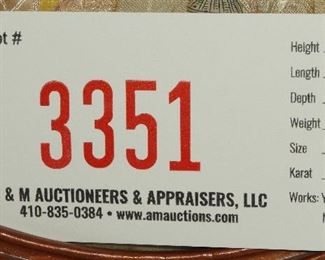 ot #
3351
& M AUCTIONEERS & APPRAISERS, LLC
410-835-0384 • www.amauctions.com
Height
Length
Depth
Weight
Size
Karat
Works: Y